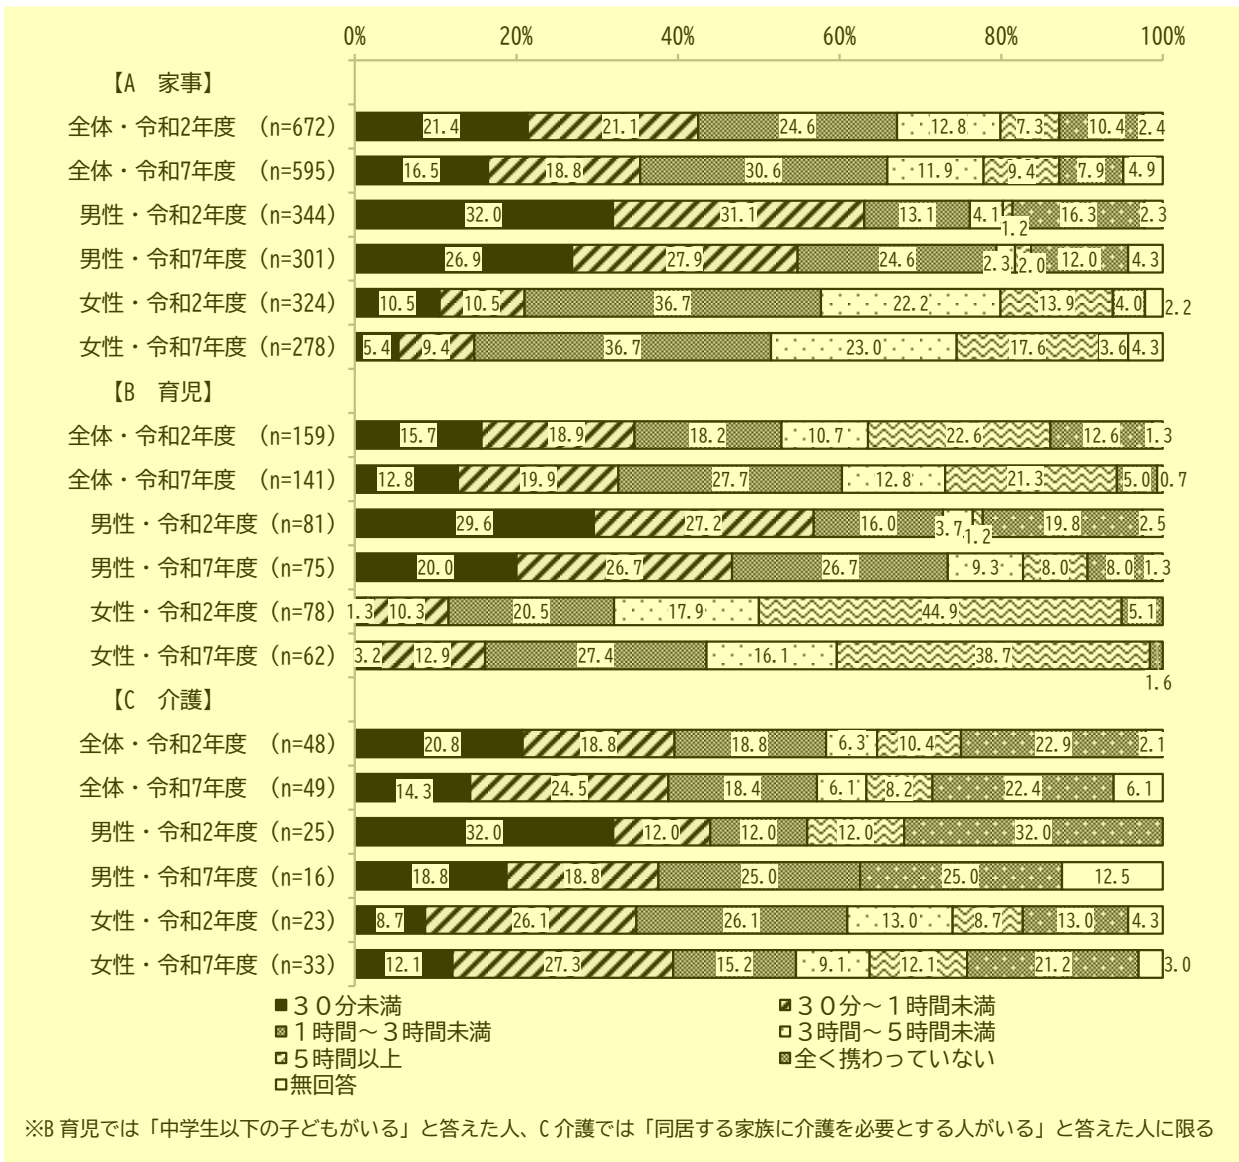 0% 20% 40% 60% 80% 100%
【A　家事】
全体・令和2年度　（n=672） 21.4 21.1 24.6 12.8 7.3 10.4 2.4
全体・令和7年度　（n=595） 16.5 18.8 30.6 11.9 9.4 7.9 4.9
男性・令和2年度（n=344） 32.0 31.1 13.1 4.1 1.2 16.3 2.3
男性・令和7年度（n=301） 26.9 27.9 24.6 2.3 2.0 12.0 4.3
女性・令和2年度（n=324） 10.5 10.5 36.7 22.2 13.9 4.0 2.2
女性・令和7年度（n=278） 5.4 9.4 36.7 23.0 17.6 3.6 4.3
【B　育児】
全体・令和2年度　（n=159） 15.7 18.9 18.2 10.7 22.6 12.6 1.3
全体・令和7年度　（n=141） 12.8 19.9 27.7 12.8 21.3 5.0 0.7
男性・令和2年度（n=81） 29.6 27.2 16.0 3.7 1.2 19.8 2.5
男性・令和7年度（n=75） 20.0 26.7 26.7 9.3 8.0 8.0 1.3
女性・令和2年度（n=78） 1.3 10.3 20.5 17.9 44.9 5.1
女性・令和7年度（n=62） 3.2 12.9 27.4 16.1 38.7 1.6
【C　介護】
全体・令和2年度　（n=48） 20.8 18.8 18.8 6.3 10.4 22.9 2.1
全体・令和7年度　（n=49） 14.3 24.5 18.4 6.1 8.2 22.4 6.1
男性・令和2年度（n=25） 32.0 12.0 12.0 12.0 32.0
男性・令和7年度（n=16） 18.8 18.8 25.0 25.0 12.5
女性・令和2年度（n=23） 8.7 26.1 26.1 13.0 8.7 13.0 4.3
女性・令和7年度（n=33） 12.1 27.3 15.2 9.1 12.1 21.2 3.0
３０分未満 ３０分～１時間未満
１時間～３時間未満 ３時間～５時間未満
５時間以上 全く携わっていない
無回答
※B 育児では「中学生以下の子どもがいる」と答えた人、C 介護では「同居する家族に介護を必要とする人がいる」と答えた人に限る